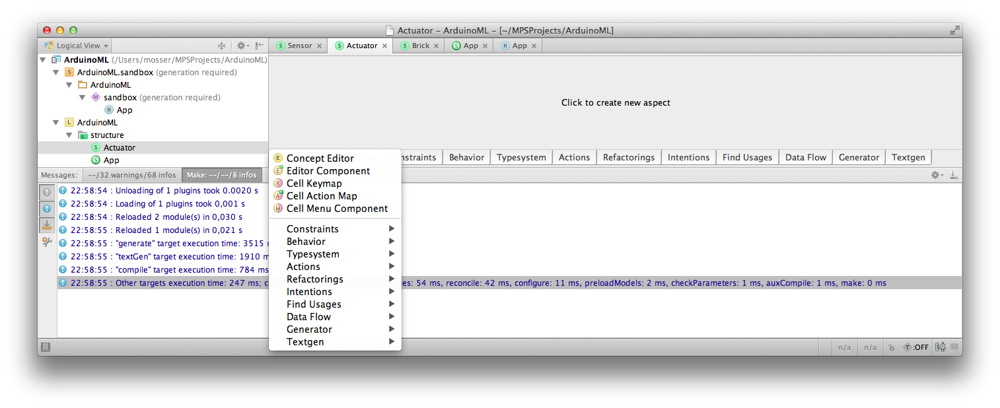 Actuator – ArduinoML – [~/MPSProjects/ArduinoML]
Logical View
Sensor
Actuator
Brick
App
App
ArduinoML (/Users/mosser/MPSProjects/ArduinoML)
ArduinoML.sandbox (generation required)
ArduinoML
sandbox (generation required)
App
ArduinoML
structure
Actuator
App
Click to create new aspect
Behavior
Typesystem
Actions
Refactorings
Intentions
Find Usages
Data Flow
Generator
Textgen
Concept Editor
Editor Component
Cell Keymap
Cell Action Map
Cell Menu Component
Constraints
Behavior
Typesystem
Actions
Refactorings
Intentions
Find Usages
Data Flow
Generator
Textgen
Messages:
--/32 warnings/68 infos
Make: --/--/8 infos
22:58:54 : Unloading of 1 plugins took 0.0020 s
22:58:54 : Loading of 1 plugins took 0,001 s
22:58:54 : Reloaded 2 module(s) in 0,030 s
22:58:55 : Reloaded 1 module(s) in 0,021 s
22:58:55 : "generate" target execution time: 3515
22:58:55 : "textGen" target execution time: 1910 m
22:58:55 : "compile" target execution time: 784 ms
22:58:55 : Other targets execution time: 247 ms; 54 ms, reconcile: 42 ms, configure: 11 ms, preloadModels: 2 ms, checkParameters: 1 ms, auxCompile: 1 ms, make: 0 ms
n/a
n/a
:OFF